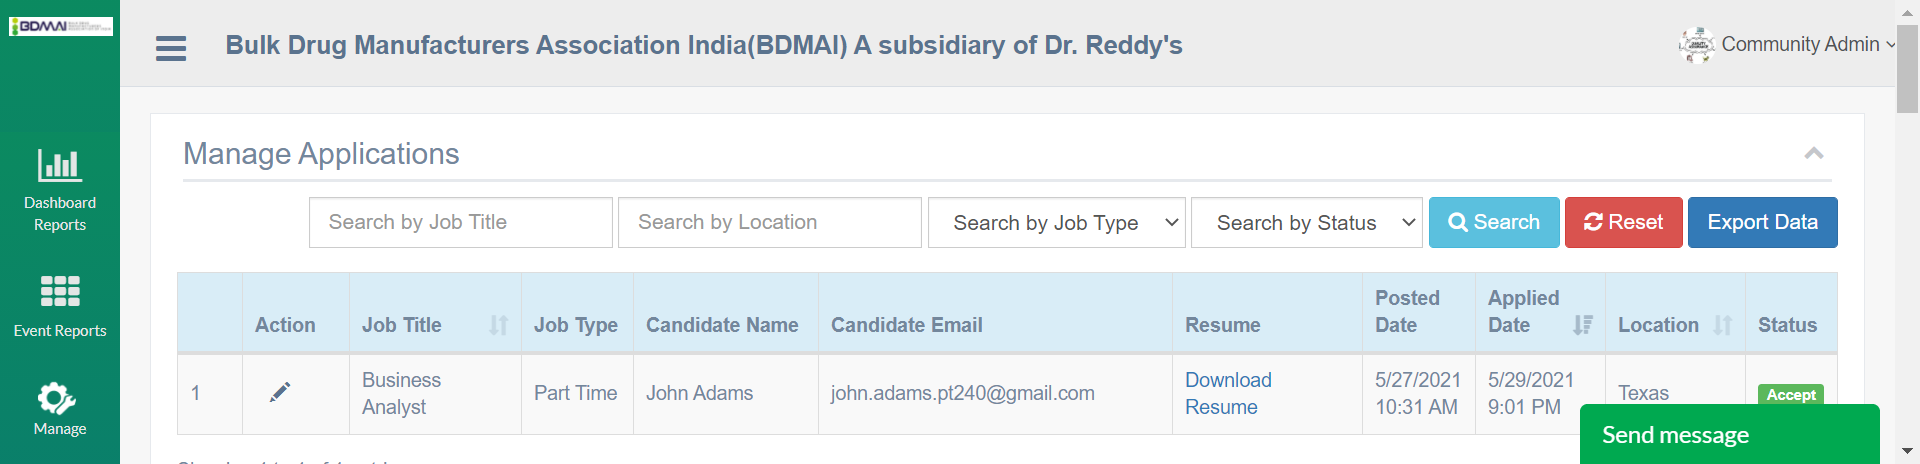 BDMAI
Bulk Drug Manufacturers Association India(BDMAI) A subsidiary of Dr. Reddy's
Community Admin
Dashboard
Reports
Event Reports
Manage
Manage Applications
Search by Job Title
Search by Location
Search by Job Type
Search by Status
Search
Reset
Export Data
Action
Job Title
Job Type
Candidate Name
Candidate Email
Resume
Posted
Date
Applied
Date
Location
Status
1
Business
Analyst
Part Time
John Adams
john.adams.pt240@gmail.com
Download
Resume
5/27/2021
10:31 AM
5/29/2021
9:01 PM
Texas
Accept
Send message